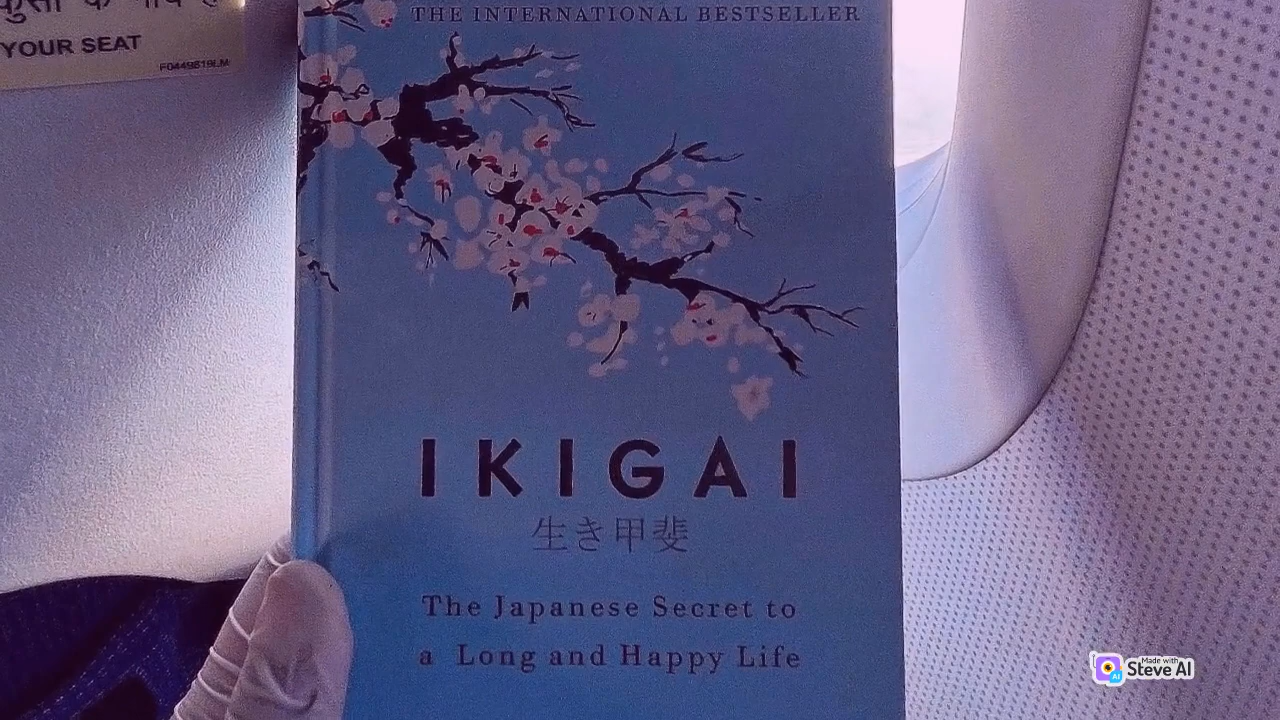 YOUR SEAT
F0449619LM
THE INTERNATIONAL BESTSELLER
IKIGAI
生き甲斐
The Japanese Secret to
a Long and Happy Life
Made with
Steve AI